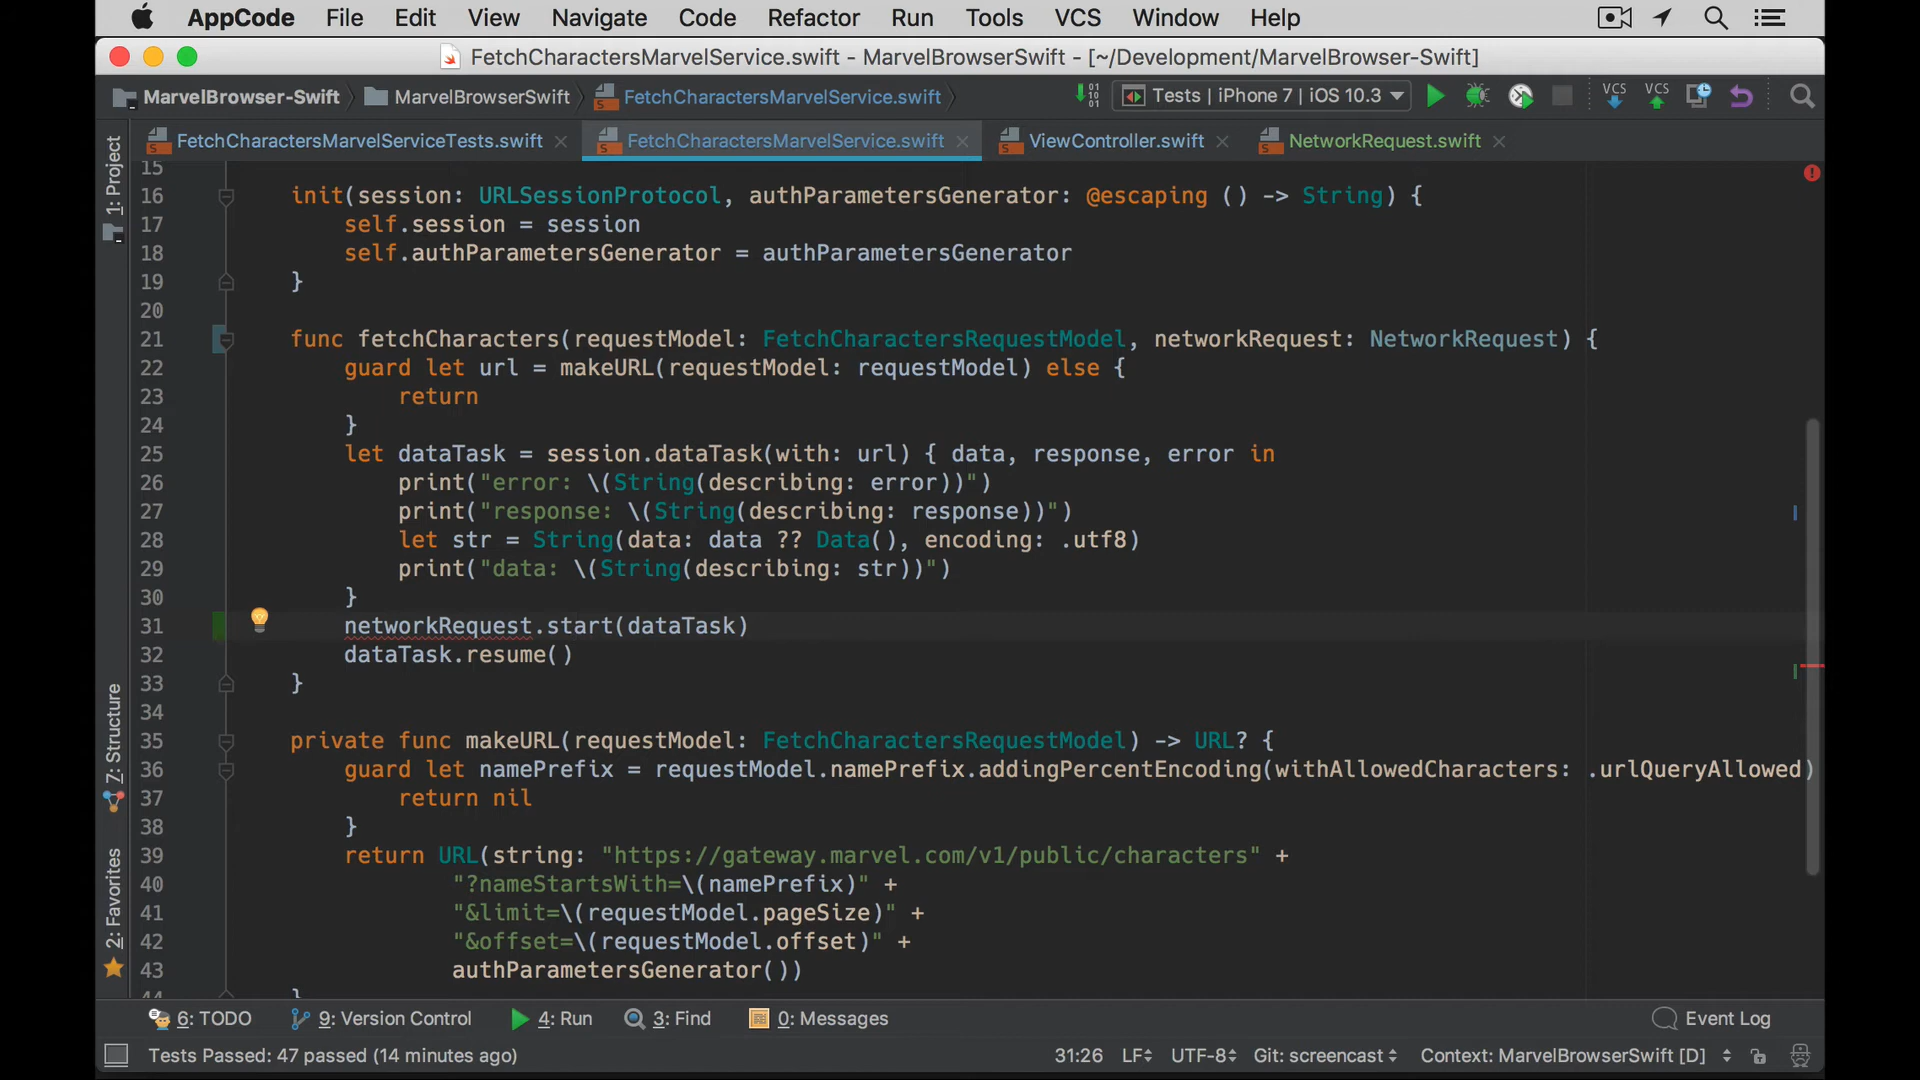 AppCode File Edit View Navigate Code Refactor Run Tools VCS Window Help
FetchCharactersMarvelService.swift - MarvelBrowserSwift - [~/Development/MarvelBrowser-Swift]
MarvelBrowser-Swift MarvelBrowserSwift FetchCharactersMarvelService.swift Tests | iPhone 7 | iOS 10.3 VCS VCS
FetchCharactersMarvelServiceTests.swift FetchCharactersMarvelService.swift ViewController.swift NetworkRequest.swift
1: Project
7: Structure
2: Favorites
15
16 init(session: URLSessionProtocol, authParametersGenerator: @escaping () -> String) {
17 self.session = session
18 self.authParametersGenerator = authParametersGenerator
19 }
20
21 func fetchCharacters(requestModel: FetchCharactersRequestModel, networkRequest: NetworkRequest) {
22 guard let url = makeURL(requestModel: requestModel) else {
23 return
24 }
25 let dataTask = session.dataTask(with: url) { data, response, error in
26 print("error: \(String(describing: error))")
27 print("response: \(String(describing: response))")
28 let str = String(data: data ?? Data(), encoding: .utf8)
29 print("data: \(String(describing: str))")
30 }
31 networkRequest.start(dataTask)
32 dataTask.resume()
33 }
34
35 private func makeURL(requestModel: FetchCharactersRequestModel) -> URL? {
36 guard let namePrefix = requestModel.namePrefix.addingPercentEncoding(withAllowedCharacters: .urlQueryAllowed)
37 return nil
38 }
39 return URL(string: "https://gateway.marvel.com/v1/public/characters" +
40 "?nameStartsWith=\(namePrefix)" +
41 "&limit=\(requestModel.pageSize)" +
42 "&offset=\(requestModel.offset)" +
43 authParametersGenerator())
44 }
6: TODO 9: Version Control 4: Run 3: Find 0: Messages Event Log
Tests Passed: 47 passed (14 minutes ago) 31:26 LF UTF-8 Git: screencast Context: MarvelBrowserSwift [D]